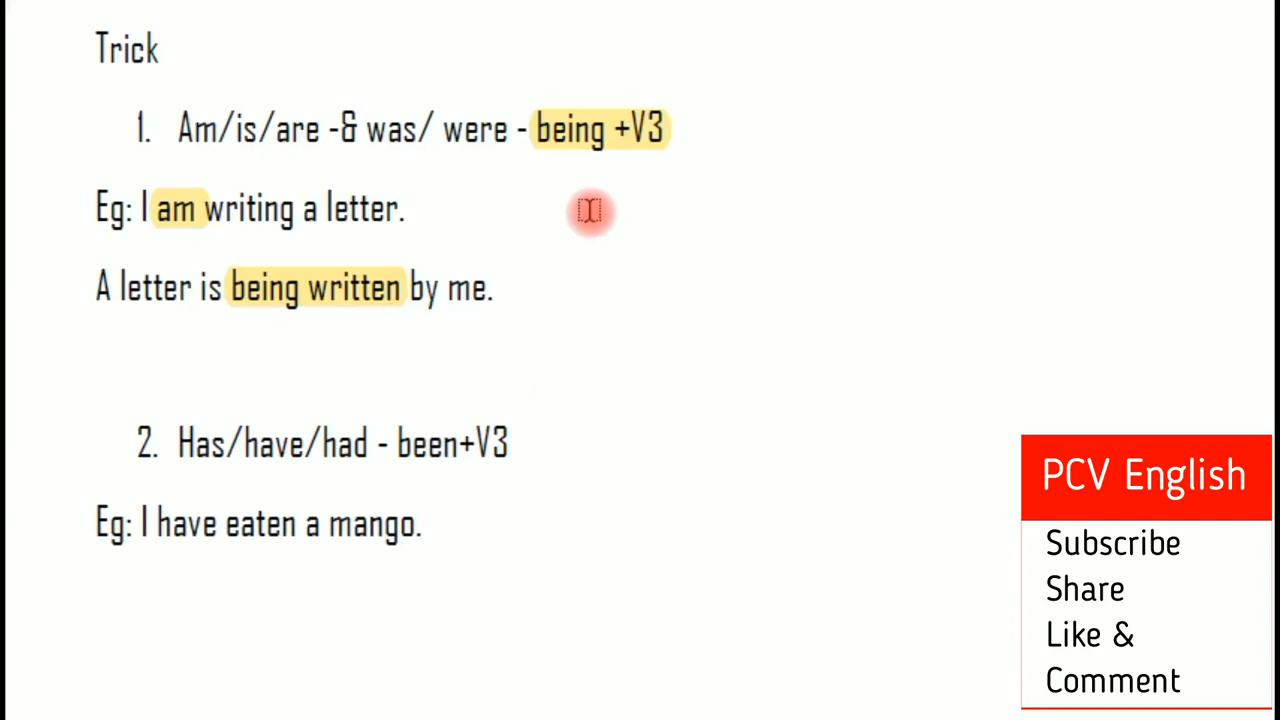 Trick
1. Am/is/are -& was/ were - being +V3
Eg: I am writing a letter.
A letter is being written by me.
2. Has/have/had - been+V3
Eg: I have eaten a mango.
PCV English
Subscribe
Share
Like &
Comment